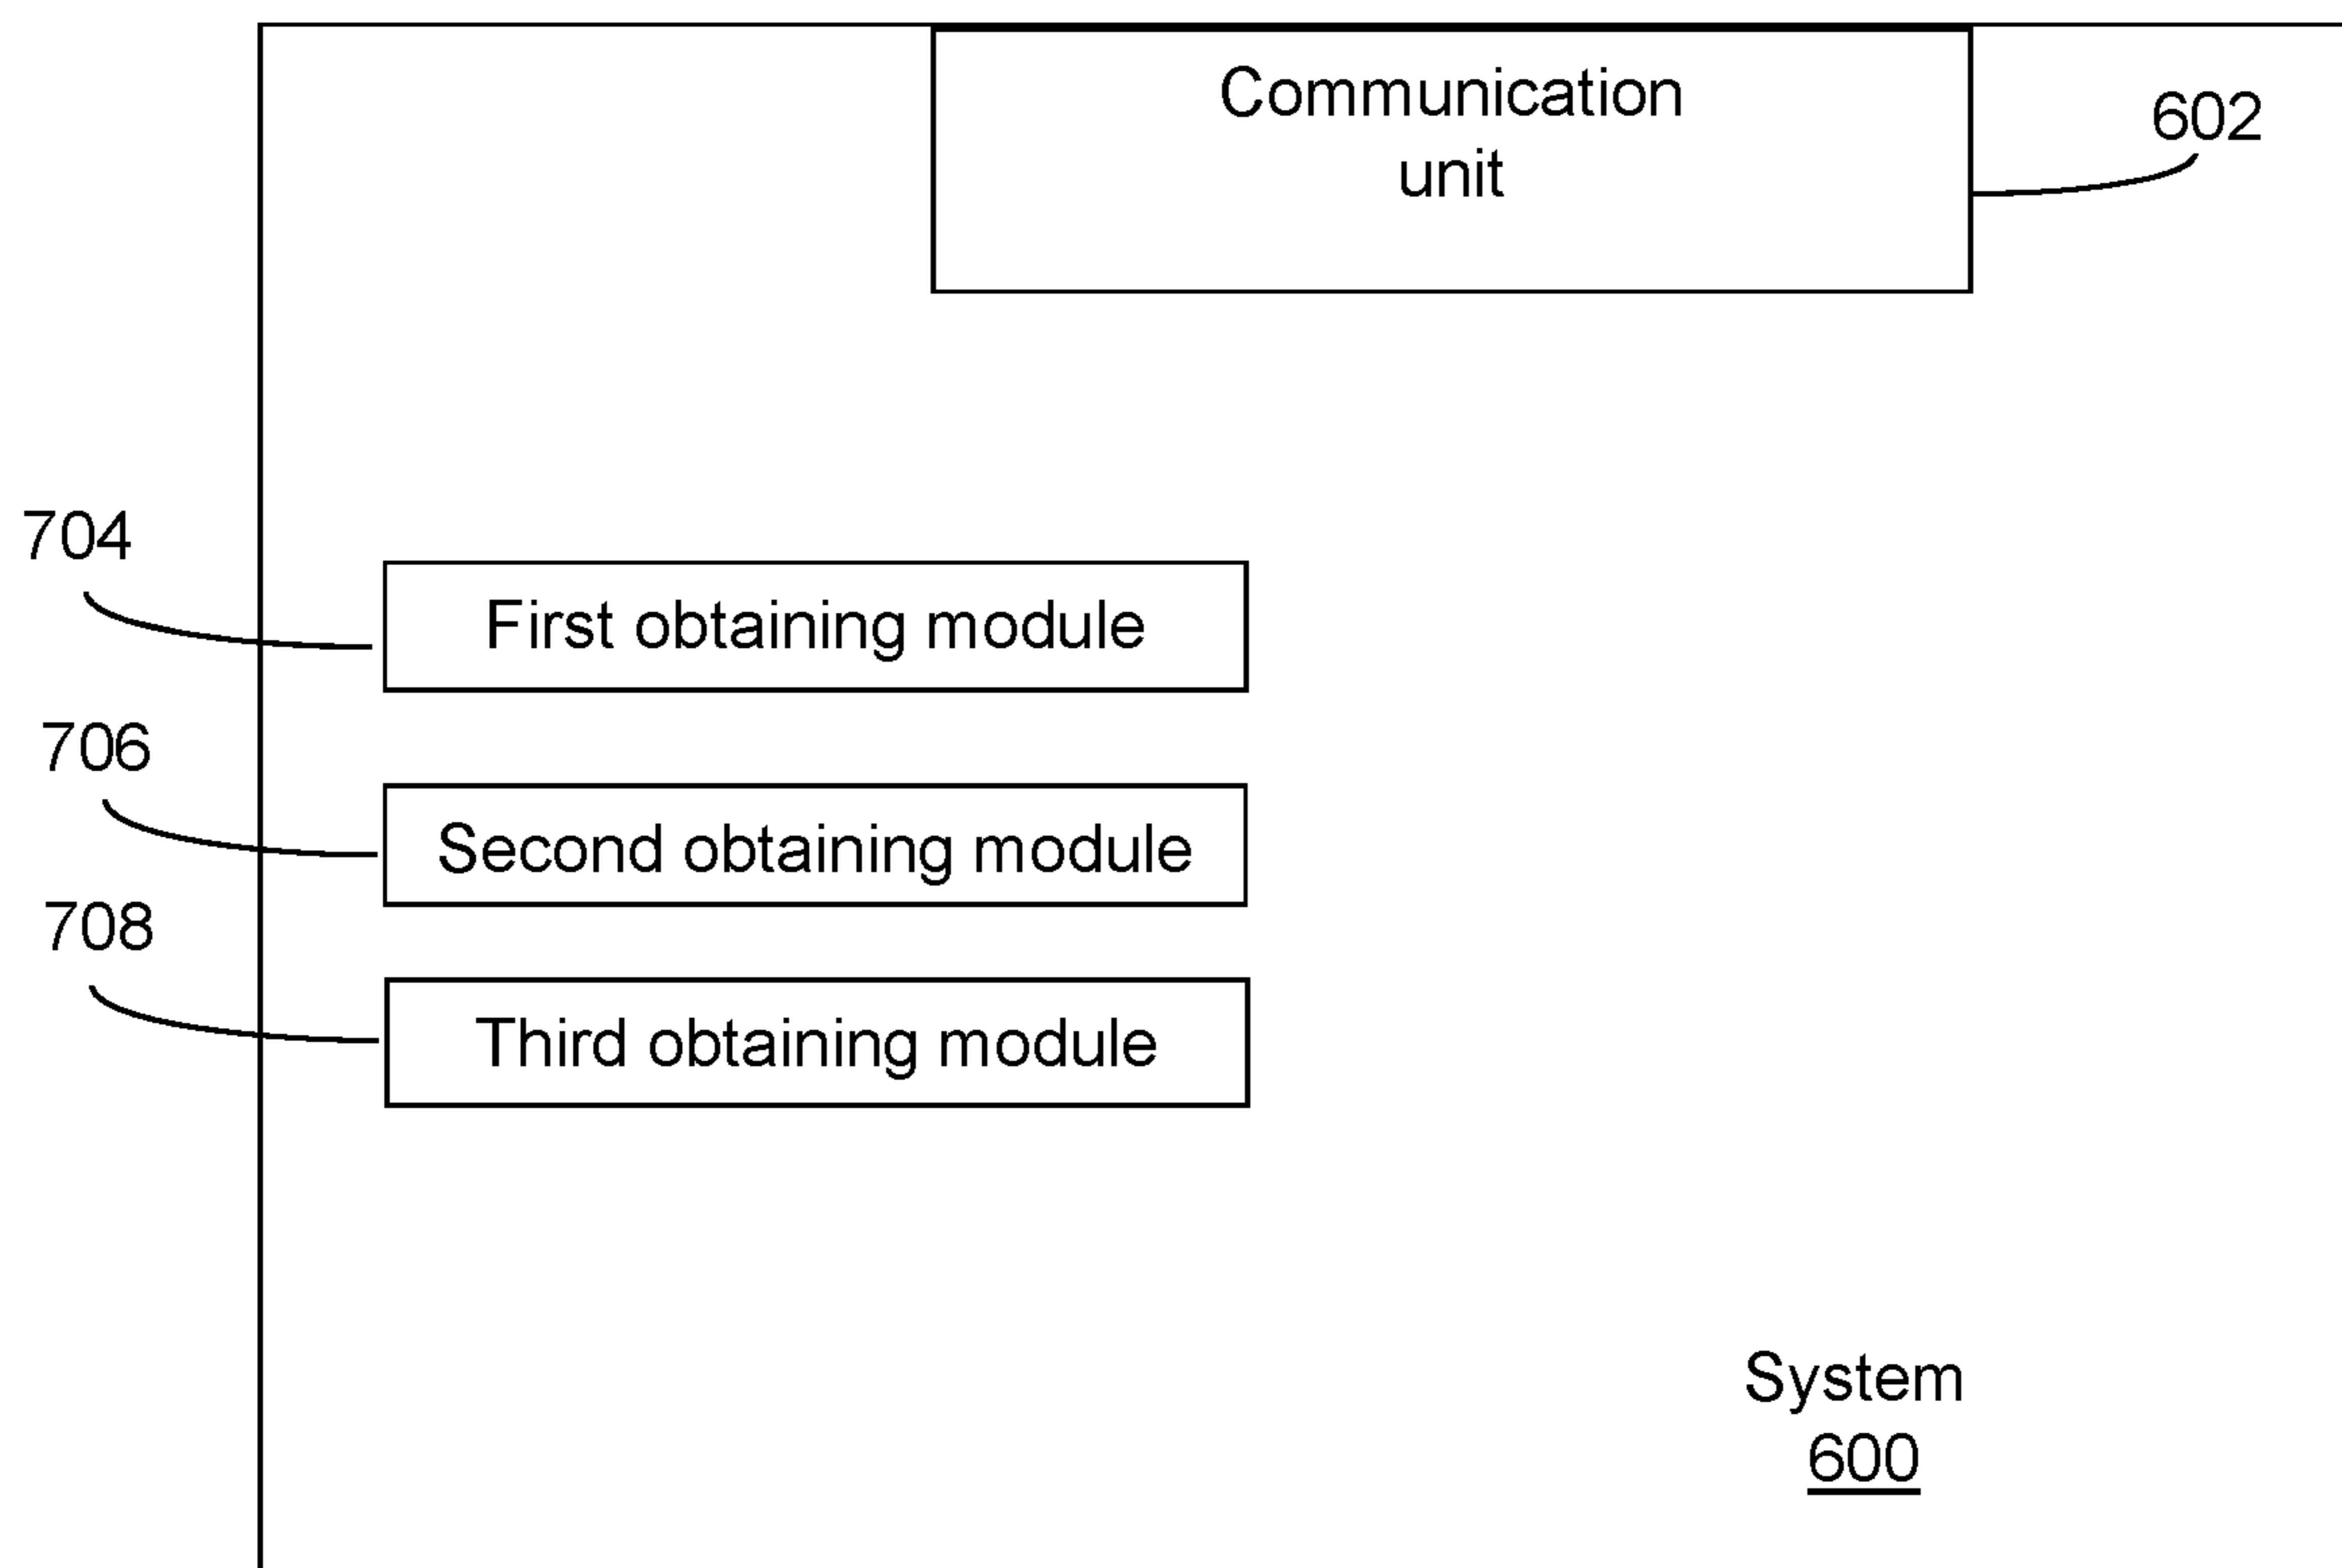 Communication
unit
602
704
First obtaining module
706
Second obtaining module
708
Third obtaining module
System
600